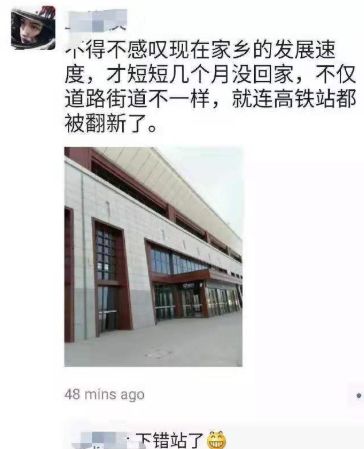 不得不感叹现在家乡的发展速
度，才短短几个月没回家，不仅
道路街道不一样，就连高铁站都
被翻新了。
48 mins ago
: 下错站了